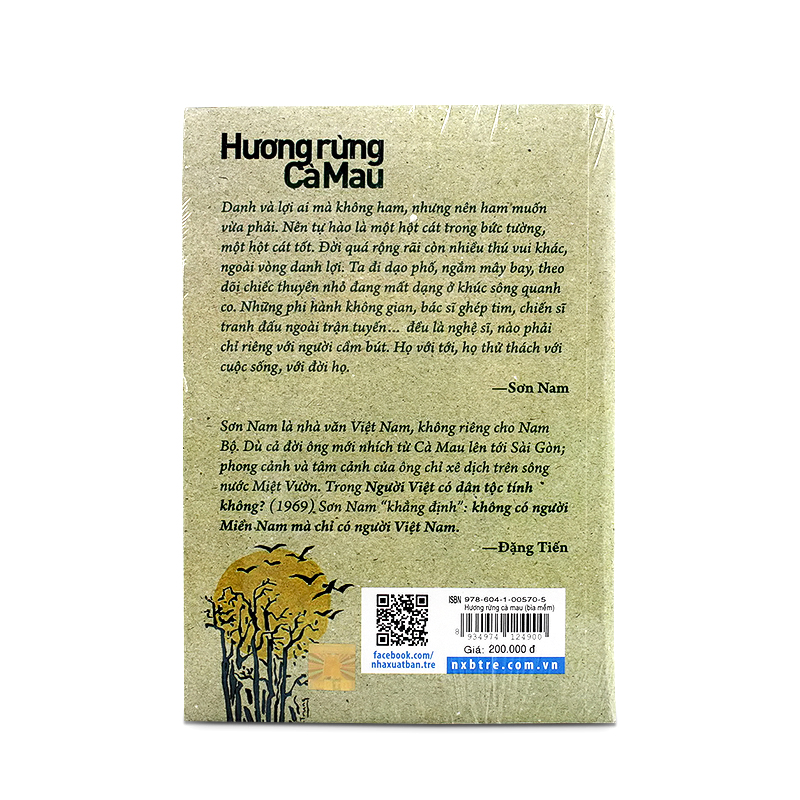 Hương rừng
Cà Mau
Danh và lợi ai mà không ham, nhưng nên ham muốn
vừa phải. Nên tự hào là một hột cát trong bức tường,
một hột cát tốt. Đời quá rộng rãi còn nhiều thú vui khác,
ngoài vòng danh lợi. Ta đi dạo phố, ngắm mây bay, theo
dõi chiếc thuyền nhỏ đang mất dạng ở khúc sông quanh
co. Những phi hành không gian, bác sĩ ghép tim, chiến sĩ
tranh đấu ngoài trận tuyến... đều là nghệ sĩ, nào phải
chỉ riêng với người cầm bút. Họ với tới, họ thử thách với
cuộc sống, với đời họ.
—Sơn Nam
Sơn Nam là nhà văn Việt Nam, không riêng cho Nam
Bộ. Dù cả đời ông mới nhích từ Cà Mau lên tới Sài Gòn;
phong cảnh và tâm cảnh của ông chỉ xê dịch trên sông
nước Miệt Vườn. Trong Người Việt có dân tộc tính
không? (1969) Sơn Nam "khẳng định": không có người
Miền Nam mà chỉ có người Việt Nam.
—Đặng Tiến
ISBN 978-604-1-00570-5
Hương rừng cà mau (bìa mềm)
8 934974 124900
Giá: 200.000 đ
facebook.com/
nhaxuatban.tre
nxbtre.com.vn